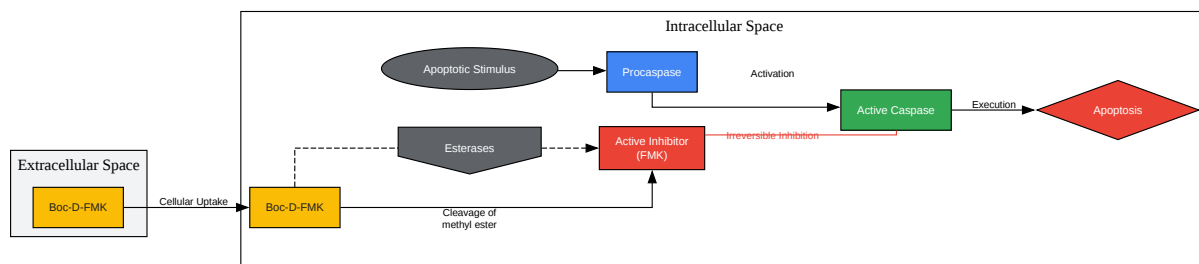 Intracellular Space
Apoptotic Stimulus
Procaspase
Activation
Active Caspase
Execution
Apoptosis
Irreversible Inhibition
Esterases
Active Inhibitor
(FMK)
Extracellular Space
Boc-D-FMK
Cellular Uptake
Boc-D-FMK
Cleavage of
methyl ester